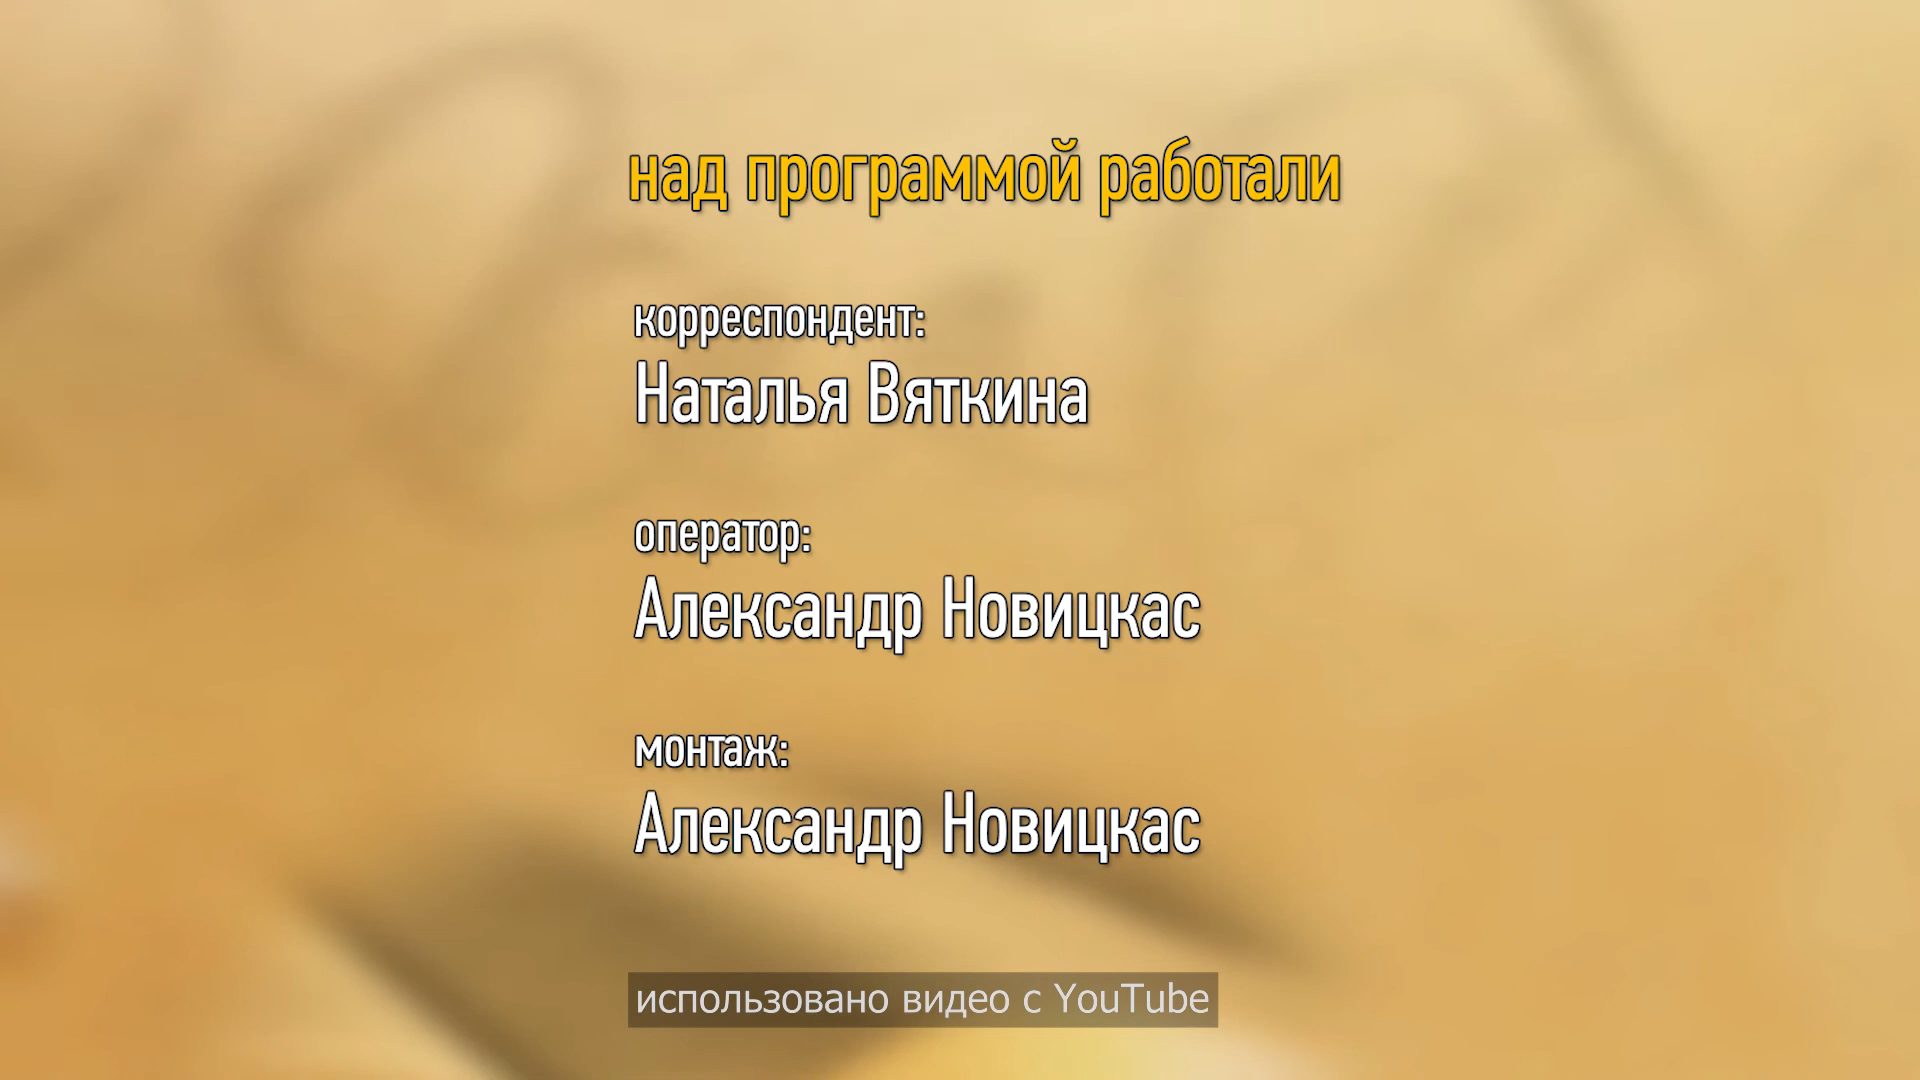 над программой работали
корреспондент:
Наталья Вяткина
оператор:
Александр Новицкас
монтаж:
Александр Новицкас
использовано видео с YouTube